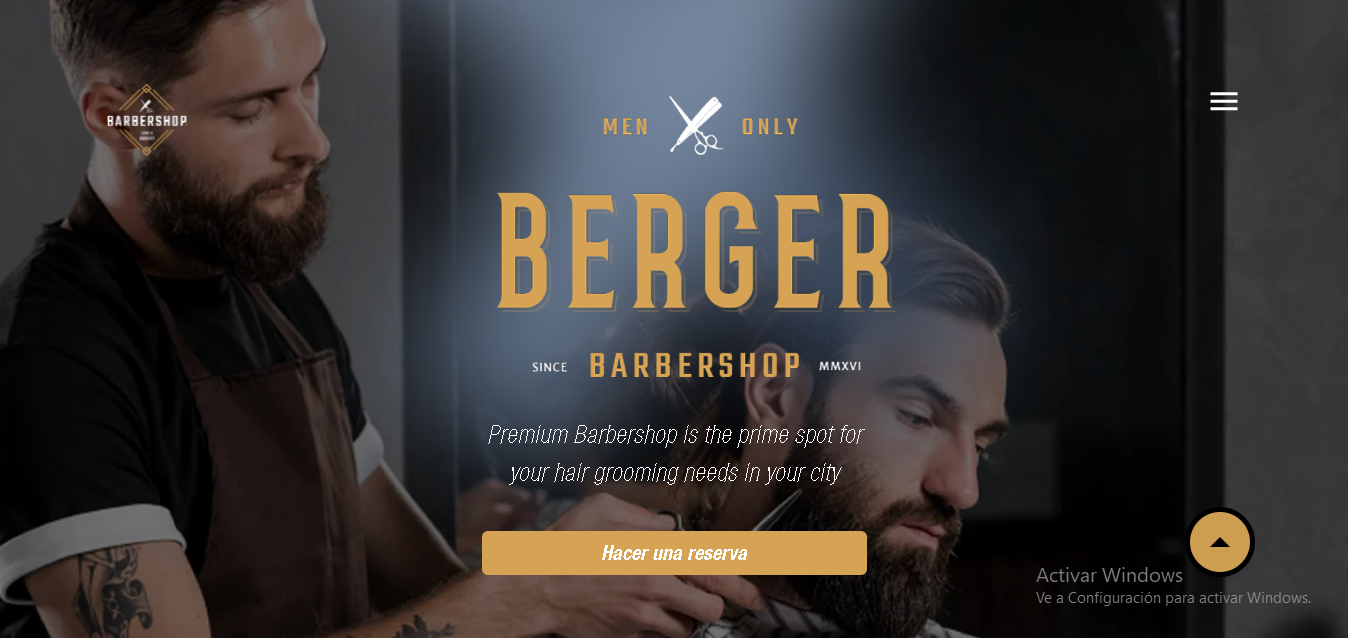 MEN ONLY
BARBERSHOP
BERGER
SINCE BARBERSHOP MMXVI
Premium Barbershop is the prime spot for
your hair grooming needs in your city
Hacer una reserva
Activar Windows
Ve a Configuración para activar Windows.